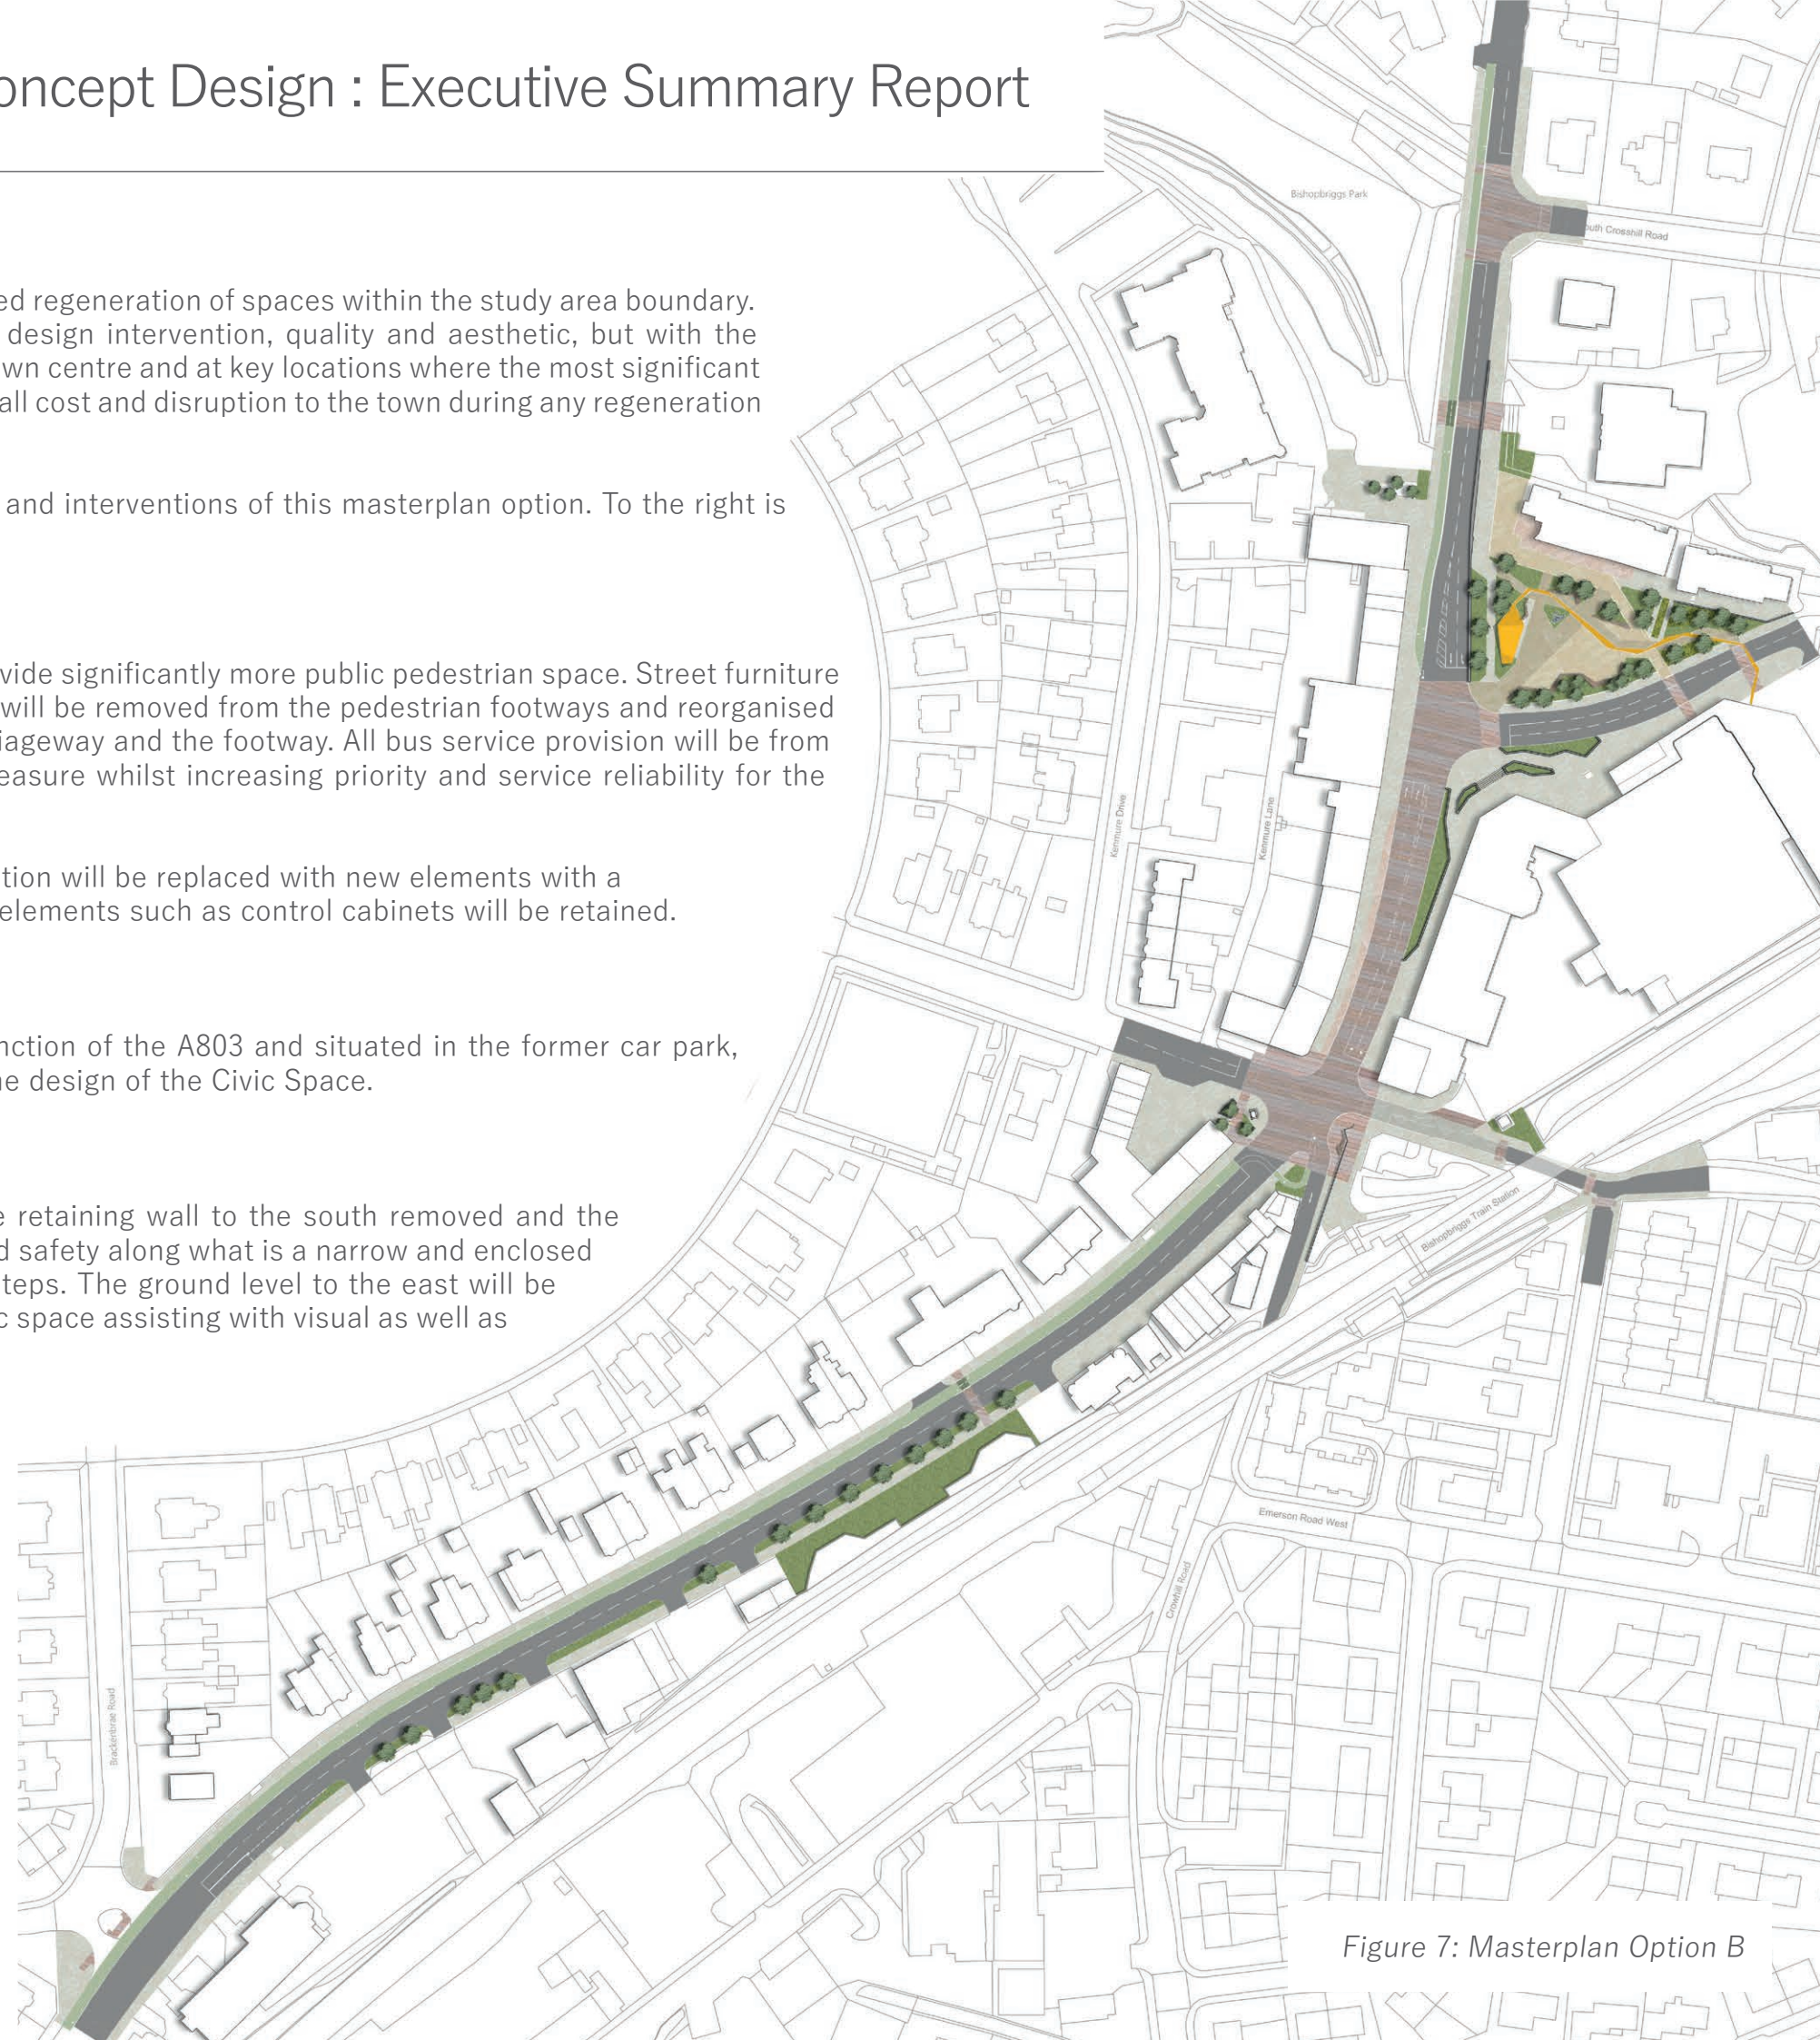 oncept Design : Executive Summary Report
ed regeneration of spaces within the study area boundary.
design intervention, quality and aesthetic, but with the
wn centre and at key locations where the most significant
all cost and disruption to the town during any regeneration
and interventions of this masterplan option. To the right is
vide significantly more public pedestrian space. Street furniture
will be removed from the pedestrian footways and reorganised
iageway and the footway. All bus service provision will be from
easure whilst increasing priority and service reliability for the
tion will be replaced with new elements with a
elements such as control cabinets will be retained.
nction of the A803 and situated in the former car park,
he design of the Civic Space.
e retaining wall to the south removed and the
d safety along what is a narrow and enclosed
teps. The ground level to the east will be
c space assisting with visual as well as
Bishopbriggs Park
outh Crosshill Road
Kenmure Drive
Kenmure Lane
Bishopbriggs Train Station
Emerson Road West
Crowhill Road
Brackenbrae Road
Figure 7: Masterplan Option B